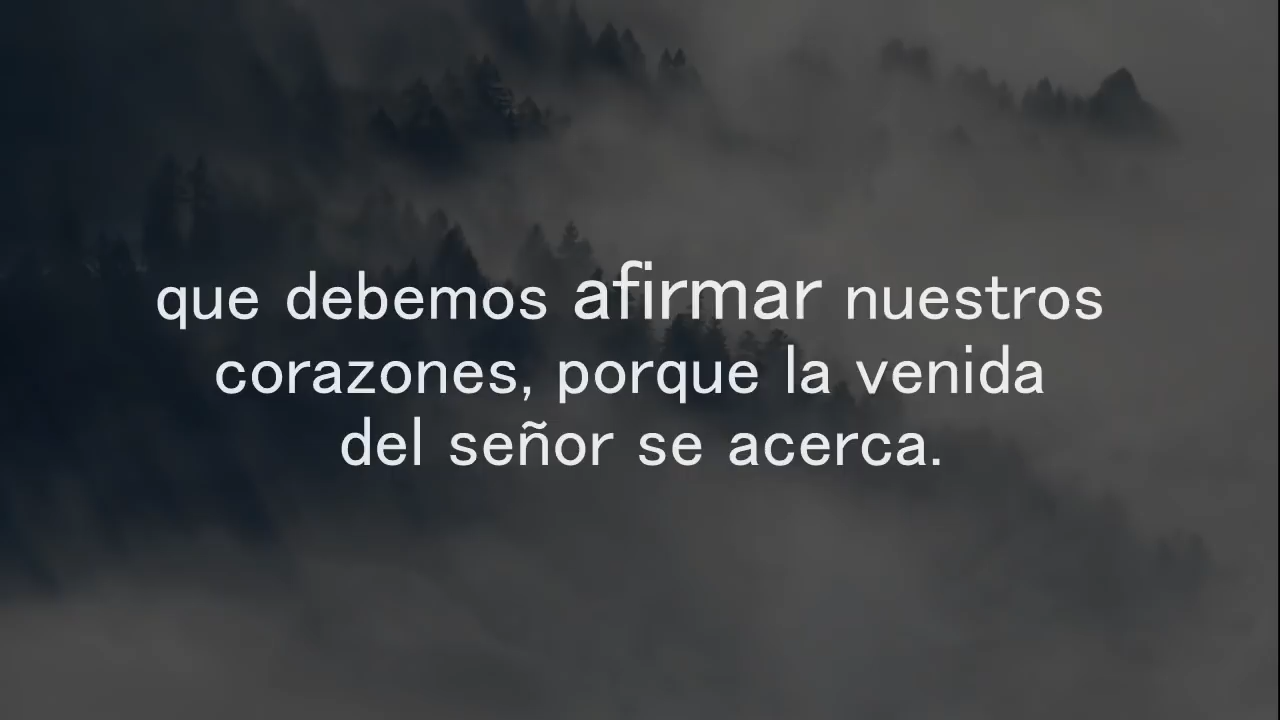 que debemos afirmar nuestros
corazones, porque la venida
del señor se acerca.